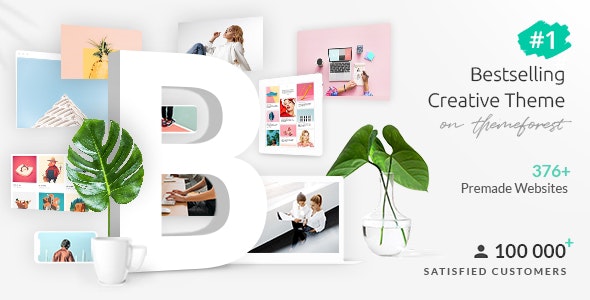 B
#1
Bestselling
Creative Theme
on themeforest
376+
Premade Websites
100 000+
SATISFIED CUSTOMERS